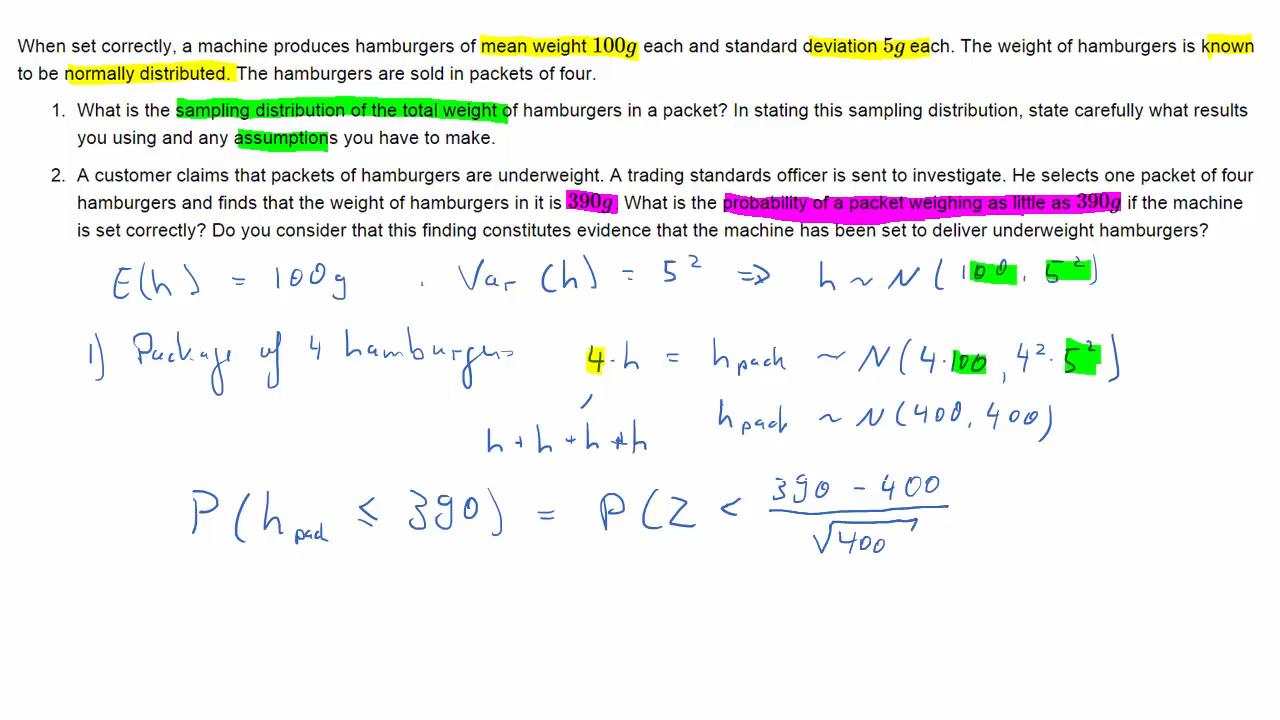 When set correctly, a machine produces hamburgers of mean weight 100g each and standard deviation 5g each. The weight of hamburgers is known
to be normally distributed. The hamburgers are sold in packets of four.
1. What is the sampling distribution of the total weight of hamburgers in a packet? In stating this sampling distribution, state carefully what results
you using and any assumptions you have to make.
2. A customer claims that packets of hamburgers are underweight. A trading standards officer is sent to investigate. He selects one packet of four
hamburgers and finds that the weight of hamburgers in it is 390g. What is the probability of a packet weighing as little as 390g if the machine
is set correctly? Do you consider that this finding constitutes evidence that the machine has been set to deliver underweight hamburgers?
E(h) = 100g . Var(h) = 5² => h ~ N(100, 5²)
1) Package of 4 hamburgers 4·h = h pack ~ N(4·100, 4²·5²)
h + h + h + h h pack ~ N(400, 400)
P(h pack ≤ 390) = P(Z < (390 - 400)/√400